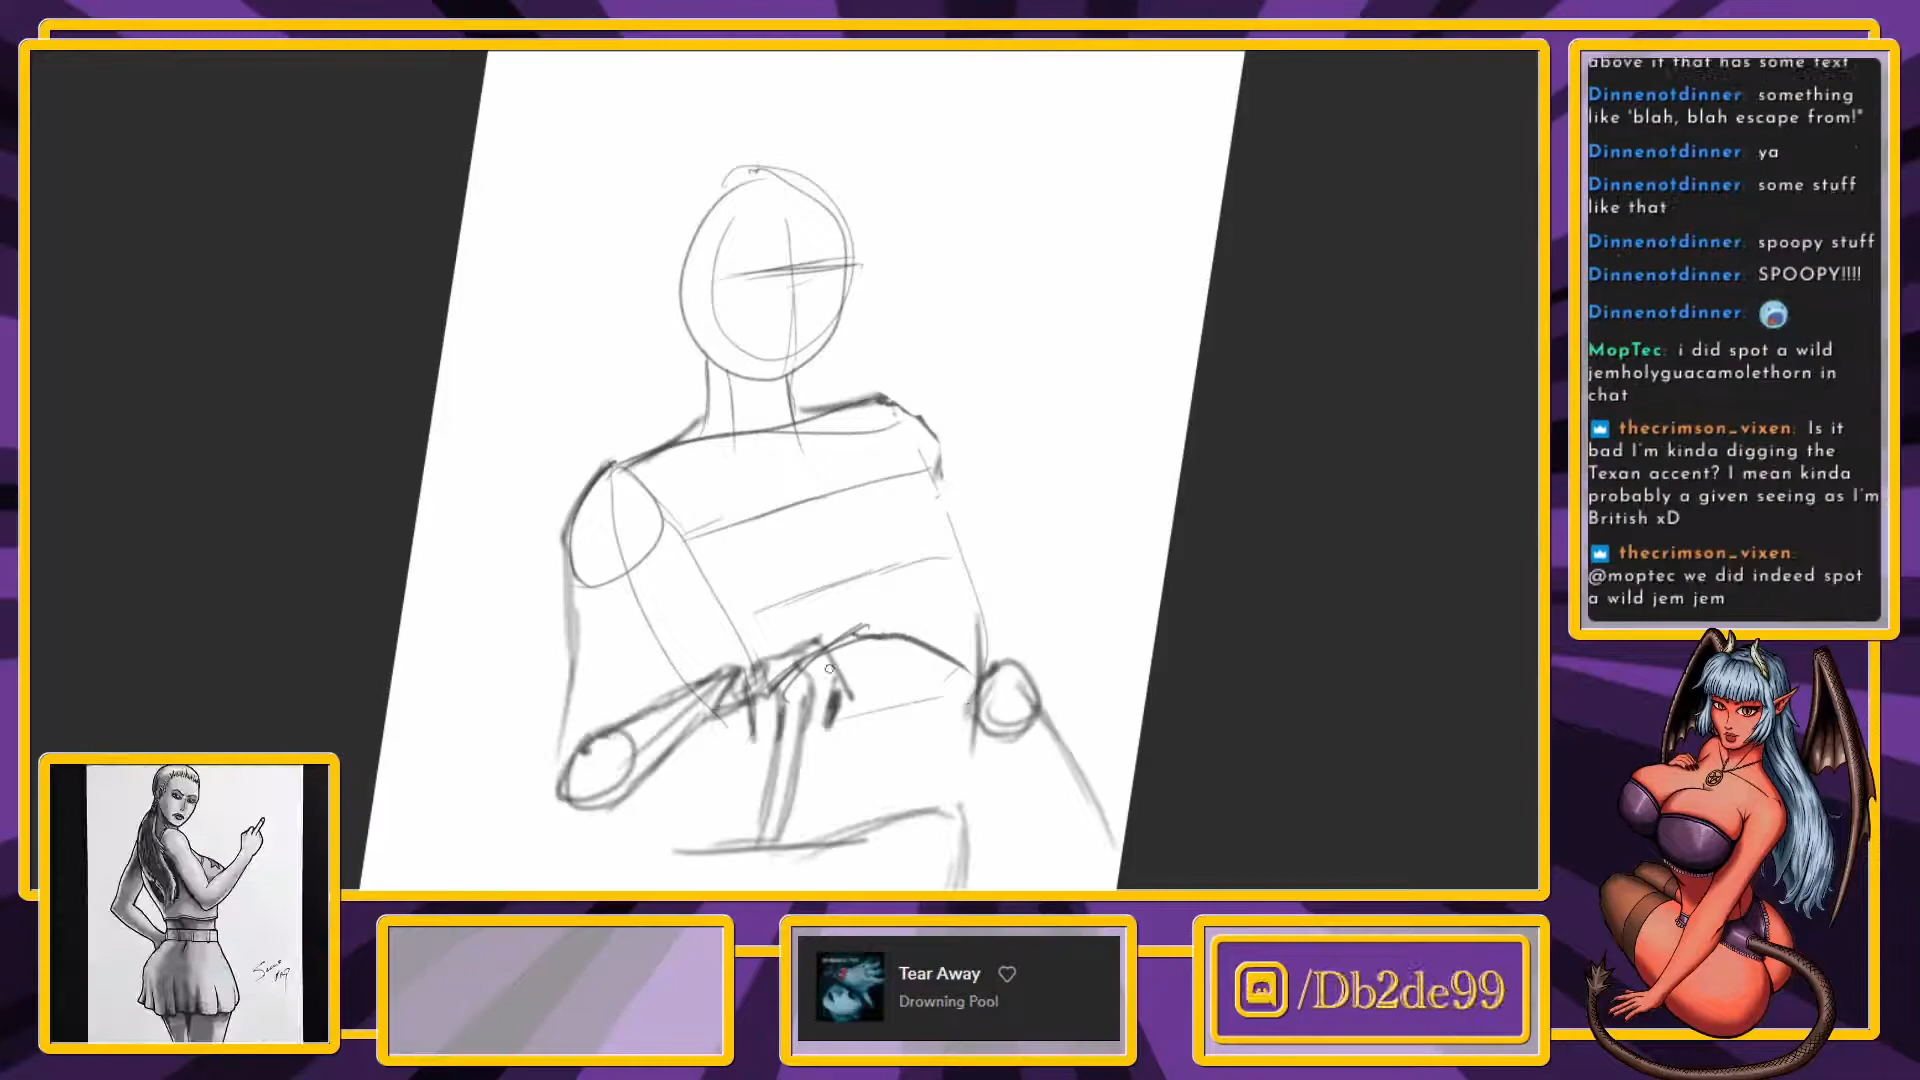 above it that has some text
Dinnenotdinner: something
like 'blah, blah escape from!"
Dinnenotdinner: ya
Dinnenotdinner: some stuff
like that
Dinnenotdinner: spoopy stuff
Dinnenotdinner: SPOOPY!!!!
Dinnenotdinner:
MopTec: i did spot a wild
jemholyguacamolethorn in
chat
thecrimson_vixen: Is it
bad I'm kinda digging the
Texan accent? I mean kinda
probably a given seeing as I'm
British xD
thecrimson_vixen:
@moptec we did indeed spot
a wild jem jem
Tear Away
Drowning Pool
/Db2de99